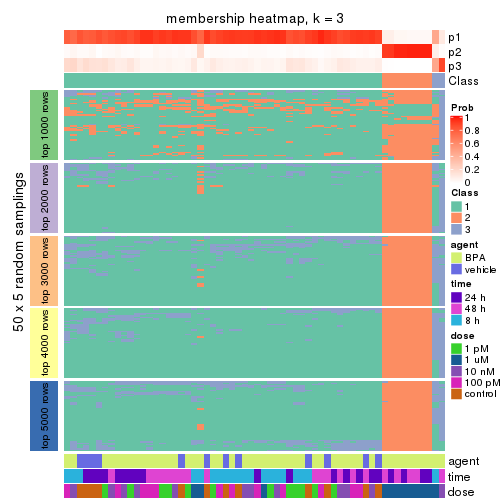 membership heatmap, k = 3
p1
p2
p3
Class
50 x 5 random samplings
top 1000 rows
top 2000 rows
top 3000 rows
top 4000 rows
top 5000 rows
agent
time
dose
Prob
1
0.8
0.6
0.4
0.2
0
Class
1
2
3
agent
BPA
vehicle
time
24 h
48 h
8 h
dose
1 pM
1 uM
10 nM
100 pM
control